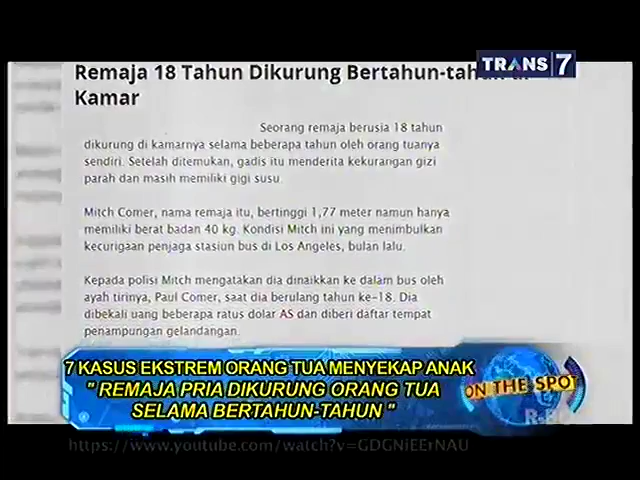 TRANS 7
Remaja 18 Tahun Dikurung Bertahun-tahun di
Kamar
Seorang remaja berusia 18 tahun
dikurung di kamarnya selama beberapa tahun oleh orang tuanya
sendiri. Setelah ditemukan, gadis itu menderita kekurangan gizi
parah dan masih memiliki gigi susu.
Mitch Comer, nama remaja itu, bertinggi 1,77 meter namun hanya
memiliki berat badan 40 kg. Kondisi Mitch ini yang menimbulkan
kecurigaan penjaga stasiun bus di Los Angeles, bulan lalu.
Kepada polisi Mitch mengatakan dia dinaikkan ke dalam bus oleh
ayah tirinya, Paul Comer, saat dia berulang tahun ke-18. Dia
dibekali uang beberapa ratus dolar AS dan diberi daftar tempat
penampungan gelandangan.
7 KASUS EKSTREM ORANG TUA MENYEKAP ANAK
" REMAJA PRIA DIKURUNG ORANG TUA
SELAMA BERTAHUN-TAHUN "
ON THE SPOT
https://www.youtube.com/watch?v=GDGNiEErNAU